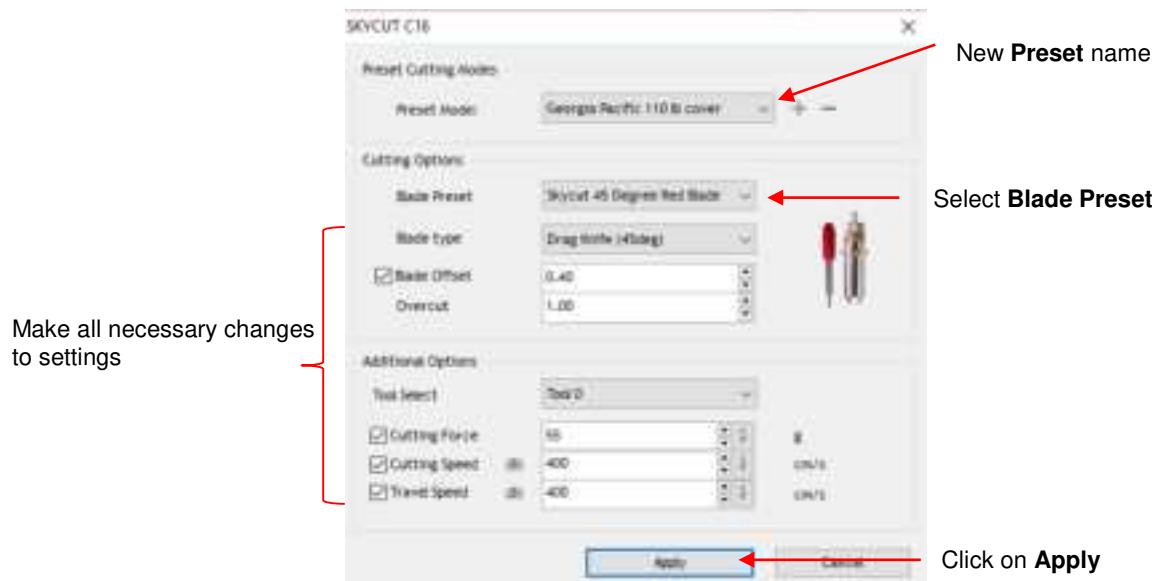 SKYCUT C16
New Preset name
Preset Cutting Modes
Preset Model Georgia Pacific 110 lb cover + −
Cutting Options
Blade Preset Skycut 45 Degree Red Blade
Select Blade Preset
Blade type Drag Knife (45deg)
Blade Offset 0.40
Overcut 1.00
Make all necessary changes
to settings
Additional Options
Tool Select Tool
Cutting Force 55 g
Cutting Speed 400 cm/s
Travel Speed 400 cm/s
Apply Cancel
Click on Apply